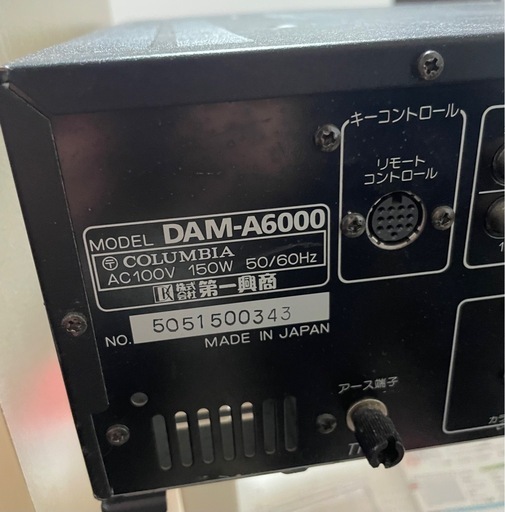 キーコントロール
リモート
コントロール
MODEL DAM-A6000
〒 COLUMBIA
AC100V 150W 50/60Hz
DK 株式会社 第一興商
NO. 5051500343
MADE IN JAPAN
アース端子